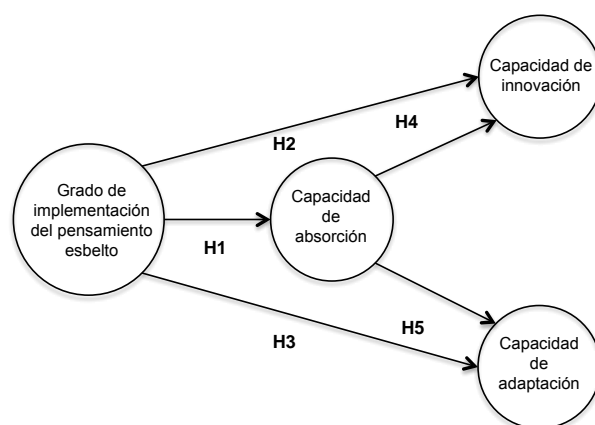 Capacidad de
innovación
H4
H2
Grado de
implementación
del pensamiento
esbelto
Capacidad
de
absorción
H1
H3
H5
Capacidad
de
adaptación